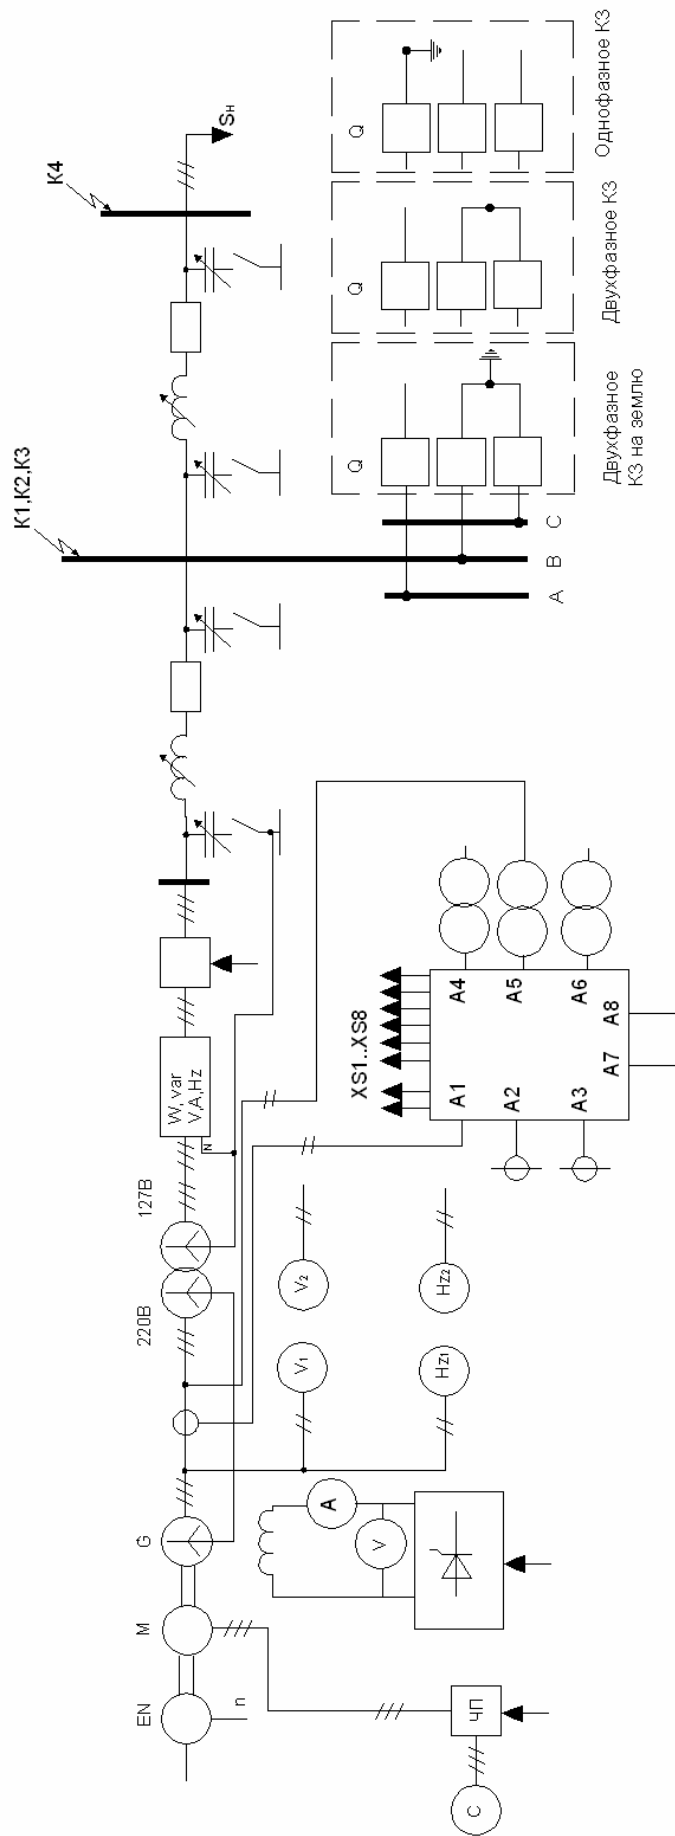 EN
n
M
G
220В
127В
W,var
V,A,Hz
N
К1,К2,К3
К4
Sн
С
ЧП
A
V
V1
V2
Hz1
Hz2
XS1..XS8
A1
A2
A3
A4
A5
A6
A7
A8
A
B
C
Q
Двухфазное
КЗ на землю
Q
Двухфазное КЗ
Q
Однофазное КЗ